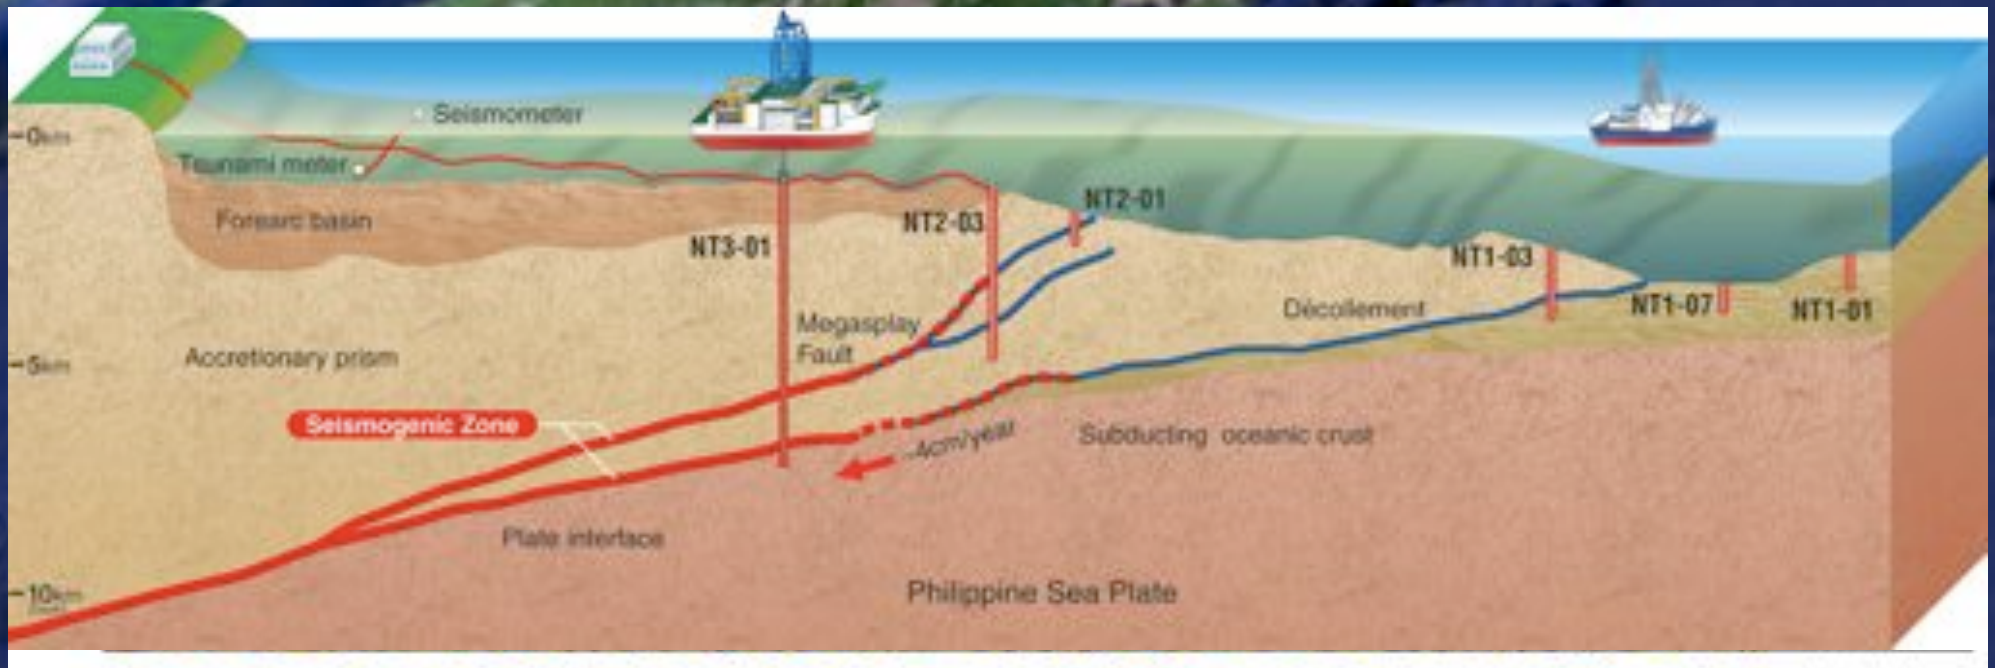 Seismometer
0km
Tsunami meter
Forearc basin
NT2-01
NT2-03
NT3-01
NT1-03
NT1-07
NT1-01
Décollement
Megasplay
Fault
Accretionary prism
5km
Seismogenic Zone
~4cm/year
Subducting oceanic crust
Plate interface
Philippine Sea Plate
10km